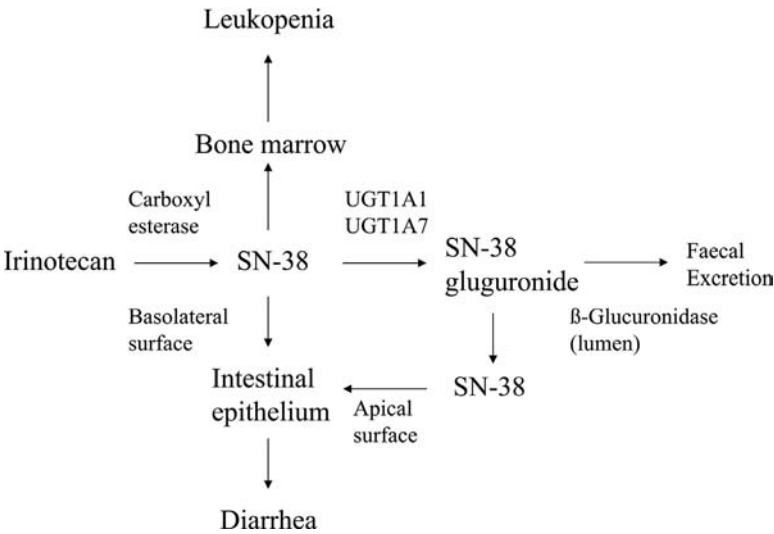 Leukopenia
Bone marrow
Carboxyl
esterase
UGT1A1
UGT1A7
Irinotecan
SN-38
SN-38
gluguronide
Faecal
Excretion
Basolateral
surface
ß-Glucuronidase
(lumen)
Intestinal
epithelium
Apical
surface
SN-38
Diarrhea